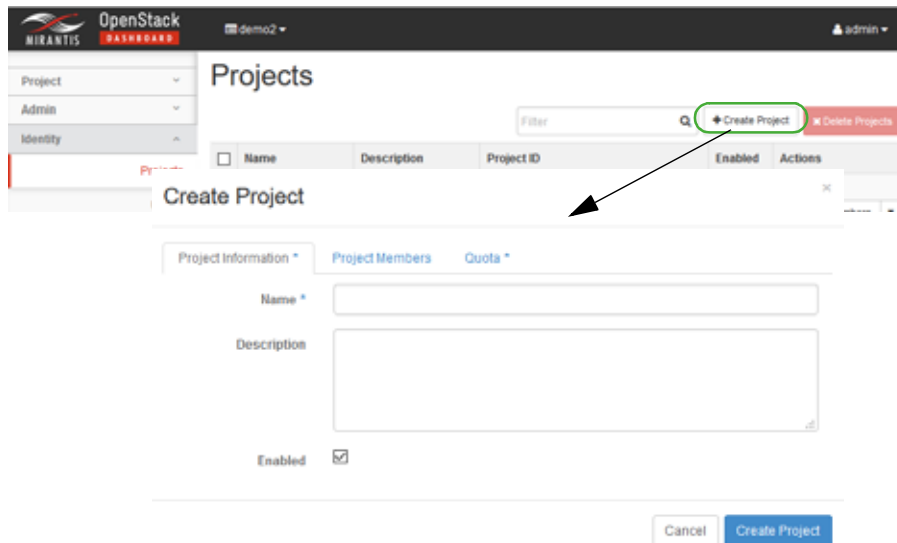 MIRANTIS
OpenStack
DASHBOARD
demo2
admin
Project
Admin
Identity
Projects
Projects
Filter
+Create Project
×Delete Projects
Name Description Project ID Enabled Actions
Create Project
×
Project Information * Project Members Quota *
Name *
Description
Enabled
Cancel Create Project